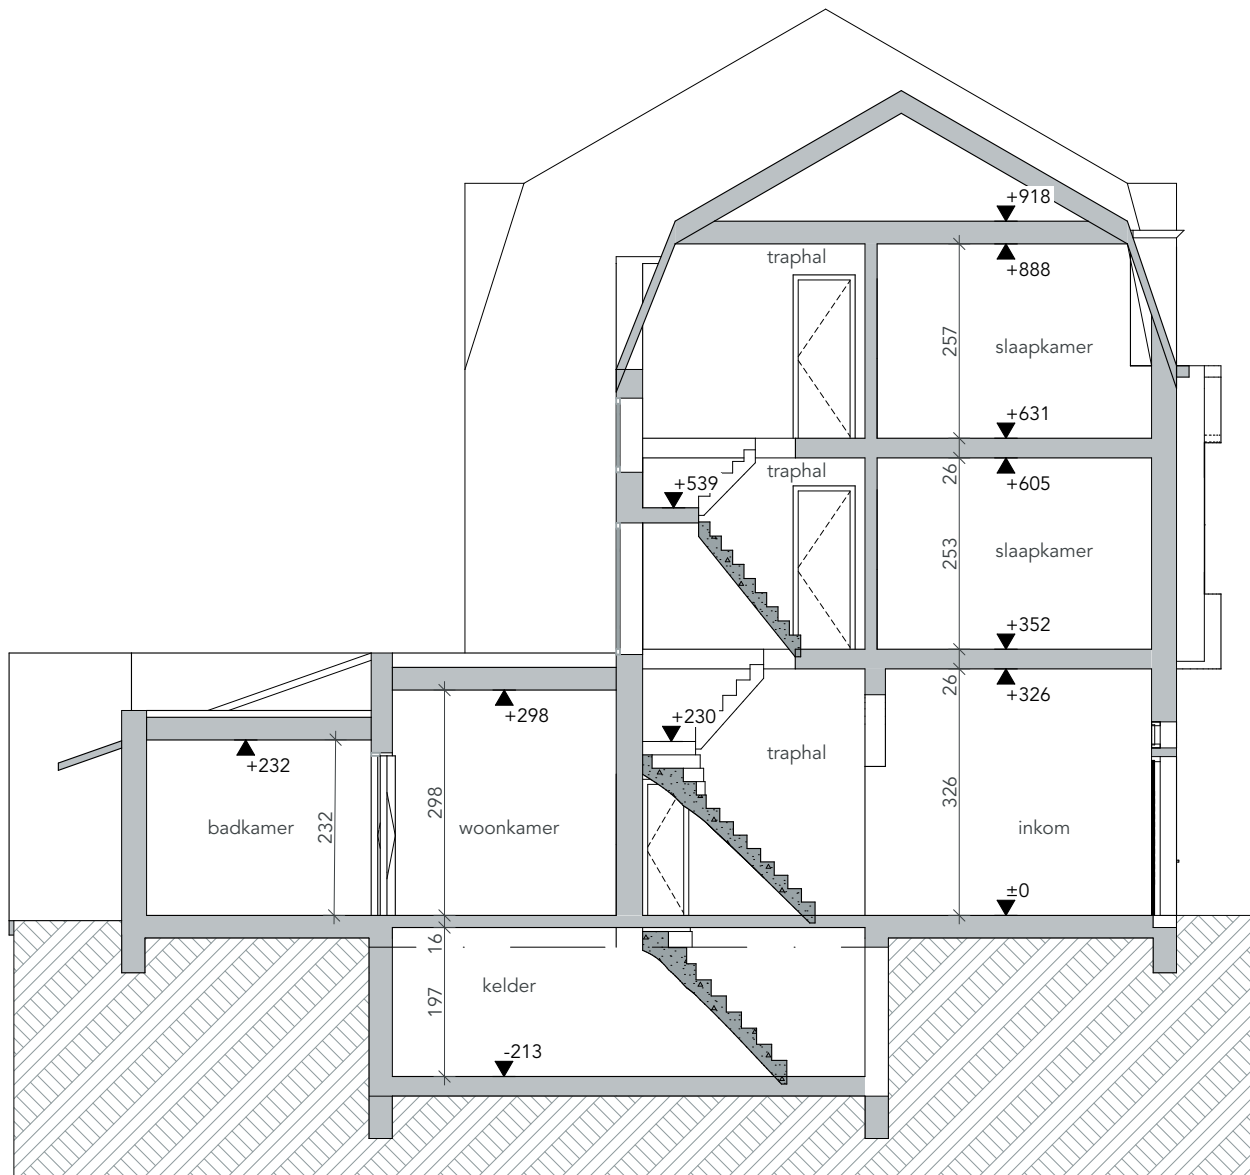 +918
traphal
+888
257
slaapkamer
+631
traphal
26
+605
+539
253
slaapkamer
+352
26
+326
+298
+230
traphal
+232
298
326
badkamer
232
woonkamer
inkom
±0
16
kelder
197
-213